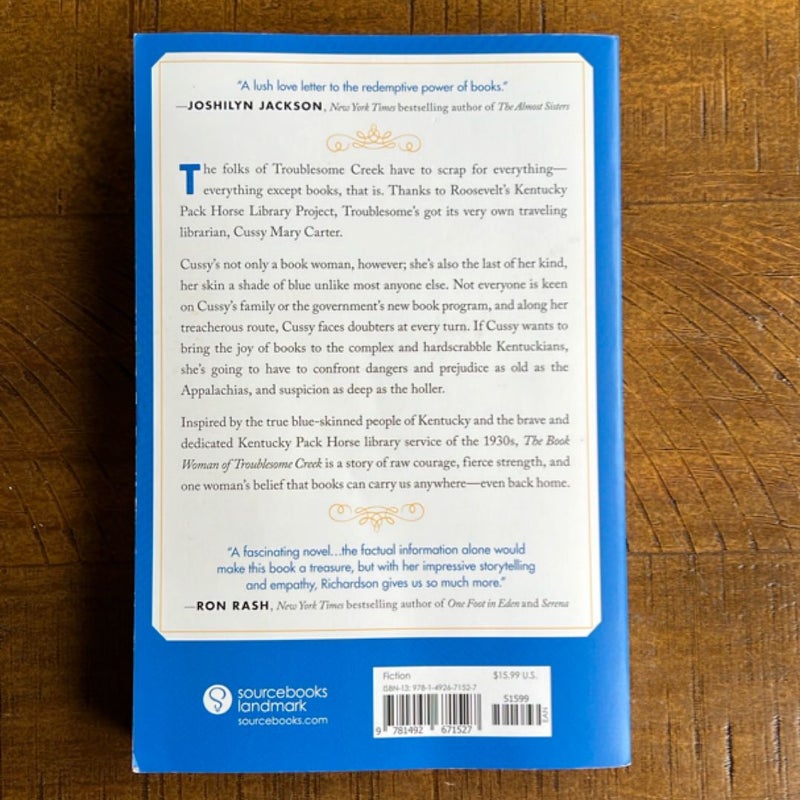 "A lush love letter to the redemptive power of books."
—JOSHILYN JACKSON, New York Times bestselling author of The Almost Sisters
The folks of Troublesome Creek have to scrap for everything—
everything except books, that is. Thanks to Roosevelt's Kentucky
Pack Horse Library Project, Troublesome's got its very own traveling
librarian, Cussy Mary Carter.
Cussy's not only a book woman, however; she's also the last of her kind,
her skin a shade of blue unlike most anyone else. Not everyone is keen
on Cussy's family or the government's new book program, and along her
treacherous route, Cussy faces doubters at every turn. If Cussy wants to
bring the joy of books to the complex and hardscrabble Kentuckians,
she's going to have to confront dangers and prejudice as old as the
Appalachias, and suspicion as deep as the holler.
Inspired by the true blue-skinned people of Kentucky and the brave and
dedicated Kentucky Pack Horse library service of the 1930s, The Book
Woman of Troublesome Creek is a story of raw courage, fierce strength, and
one woman's belief that books can carry us anywhere—even back home.
"A fascinating novel...the factual information alone would
make this book a treasure, but with her impressive storytelling
and empathy, Richardson gives us so much more."
—RON RASH, New York Times bestselling author of One Foot in Eden and Serena
sourcebooks
landmark
sourcebooks.com
Fiction $15.99 U.S.
ISBN-13: 978-1-4926-7152-7
51599
EAN
9 781492 671527